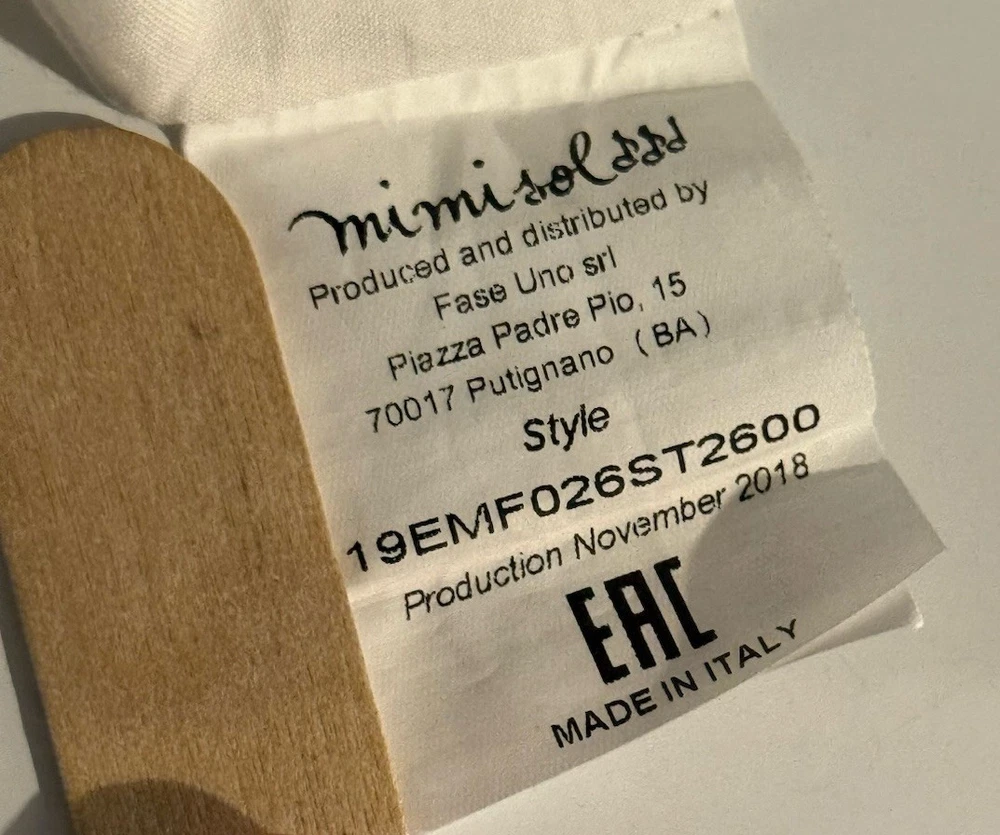 mimisol
Produced and distributed by
Fase Uno srl
Piazza Padre Pio, 15
70017 Putignano (BA)
Style
19EMF026ST2600
Production November 2018
EAC
MADE IN ITALY